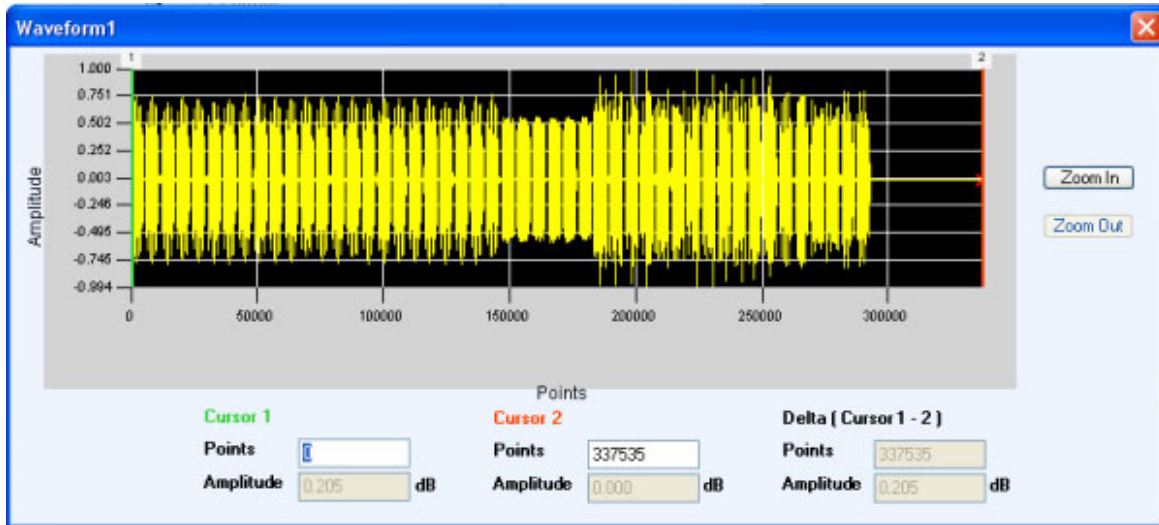 Waveform1
1 2
1.000
0.751
0.502
0.252
0.003
-0.246
-0.495
-0.745
-0.994
Amplitude
0 50000 100000 150000 200000 250000 300000
Points
Zoom In
Zoom Out
Cursor 1 Cursor 2 Delta ( Cursor 1 - 2 )
Points 0 Points 337535 Points 337535
Amplitude 0.205 dB Amplitude 0.000 dB Amplitude 0.205 dB